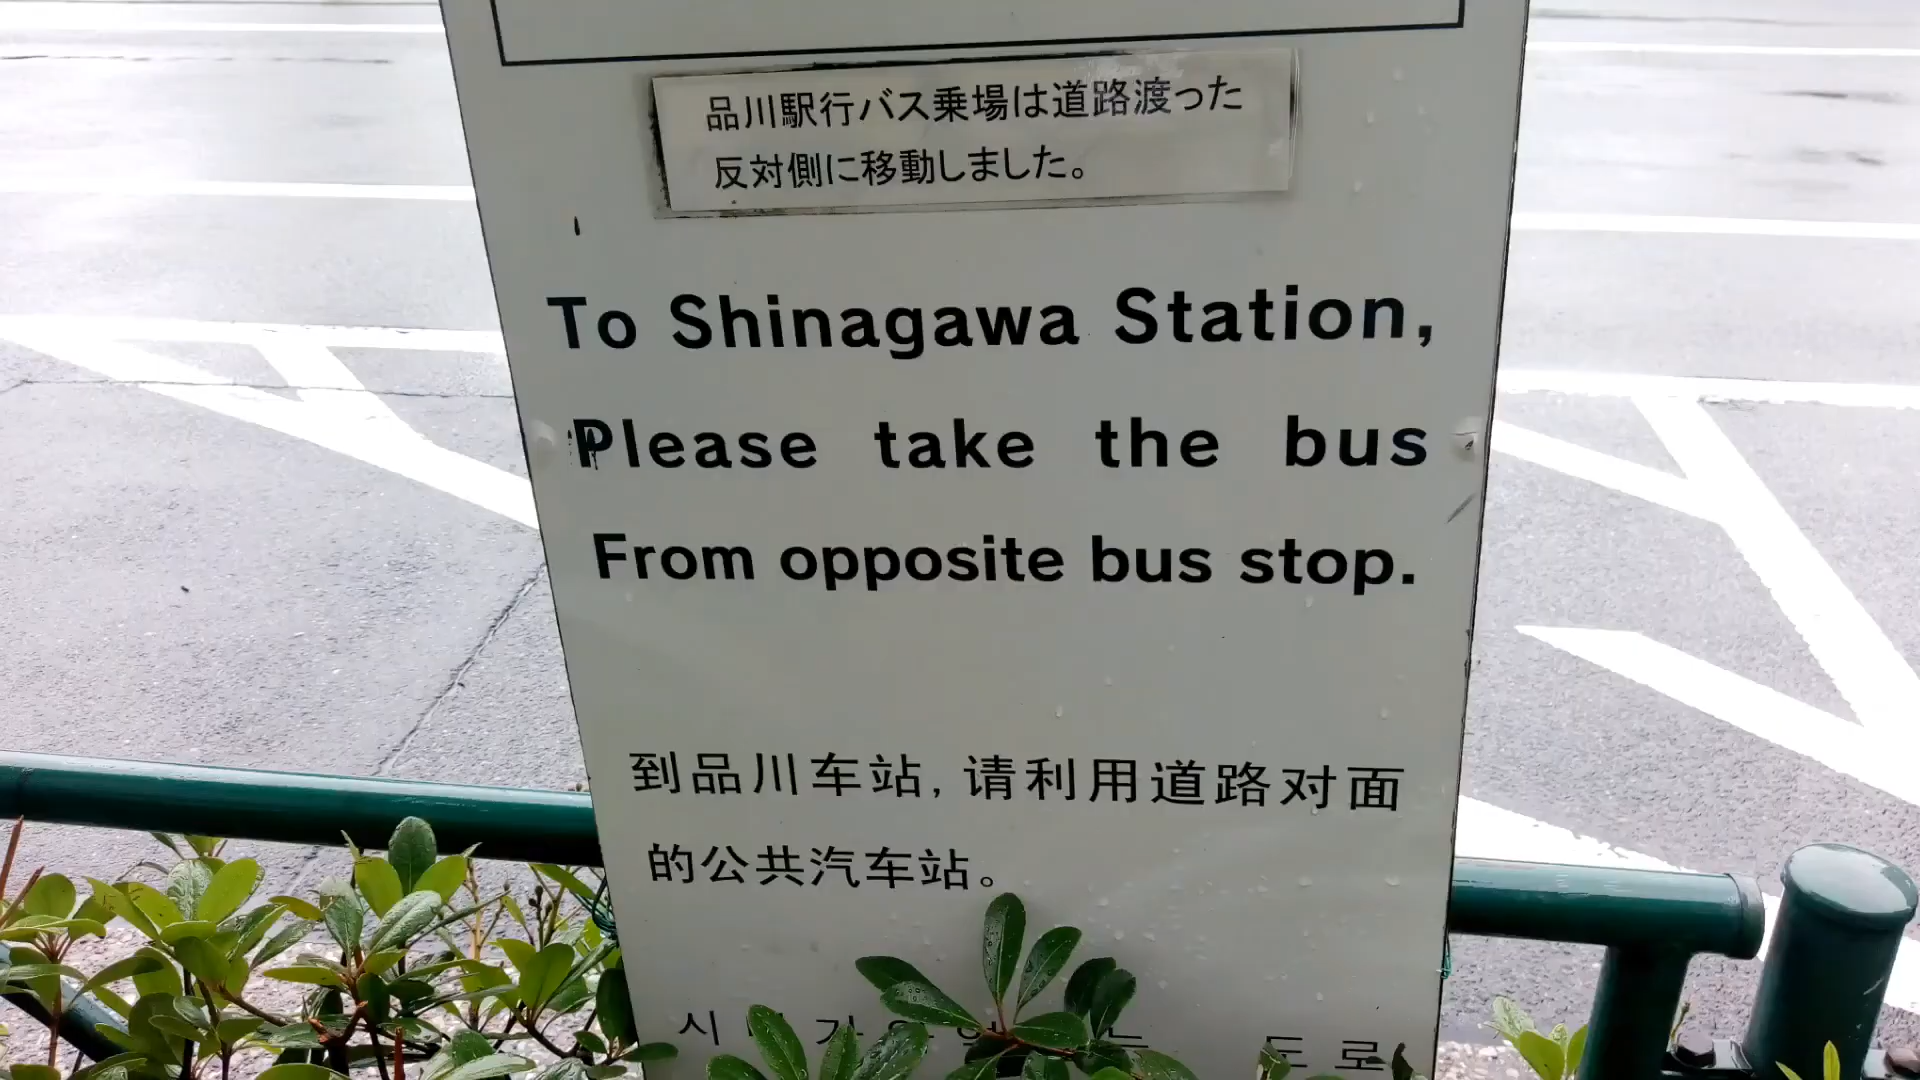 品川駅行バス乗場は道路渡った
反対側に移動しました。
To Shinagawa Station,
Please take the bus
From opposite bus stop.
到品川车站,请利用道路对面
的公共汽车站。